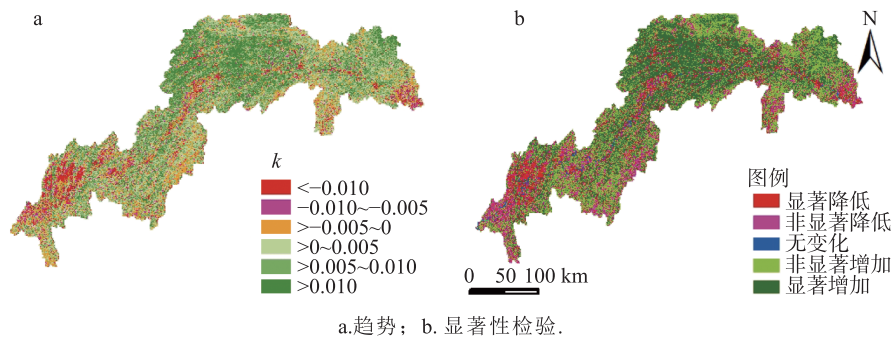 a
b
N
k
<−0.010
−0.010~−0.005
>−0.005~0
>0~0.005
>0.005~0.010
>0.010
图例
显著降低
非显著降低
无变化
非显著增加
显著增加
0 50 100 km
a.趋势；b. 显著性检验.